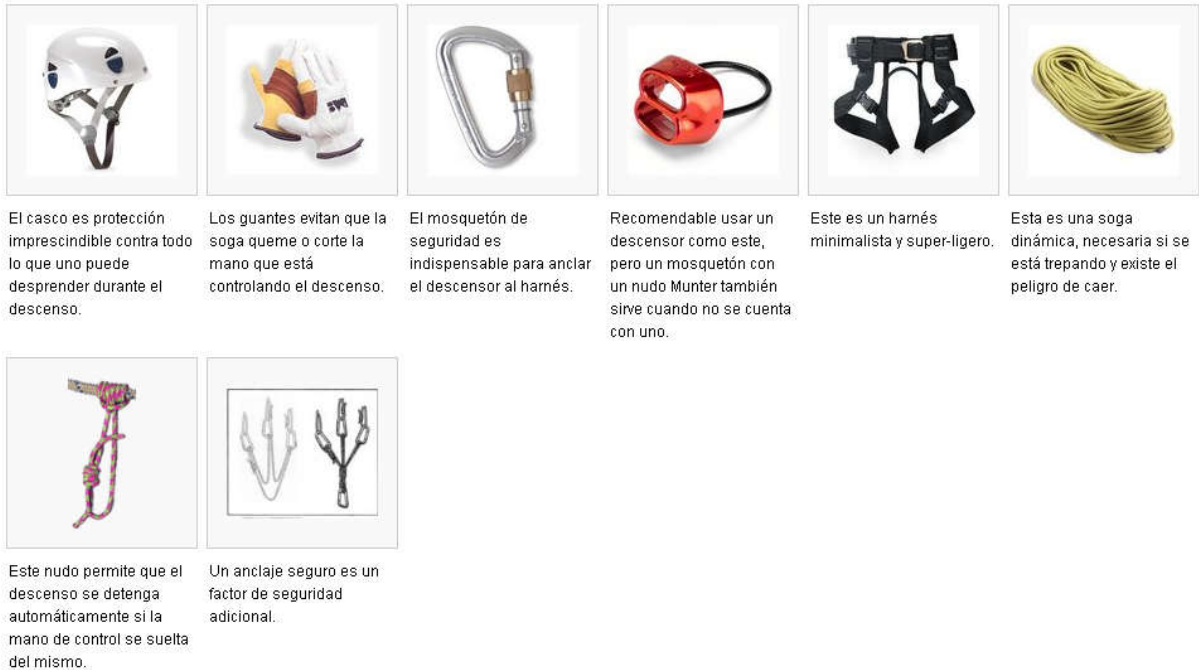 El casco es protección
imprescindible contra todo
lo que uno puede
desprender durante el
descenso.
Los guantes evitan que la
soga queme o corte la
mano que está
controlando el descenso.
El mosquetón de
seguridad es
indispensable para anclar
el descensor al harnés.
Recomendable usar un
descensor como este,
pero un mosquetón con
un nudo Munter también
sirve cuando no se cuenta
con uno.
Este es un harnés
minimalista y super-ligero.
Esta es una soga
dinámica, necesaria si se
está trepando y existe el
peligro de caer.
Este nudo permite que el
descenso se detenga
automáticamente si la
mano de control se suelta
del mismo.
Un anclaje seguro es un
factor de seguridad
adicional.